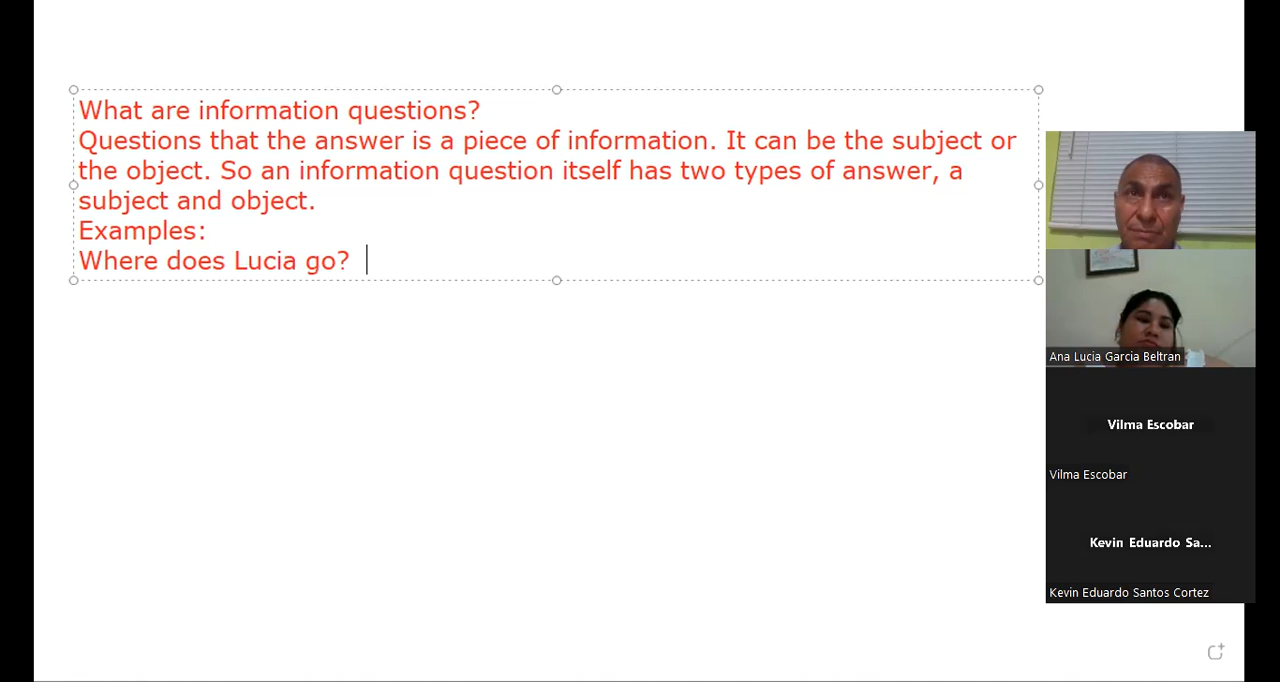 What are information questions?
Questions that the answer is a piece of information. It can be the subject or
the object. So an information question itself has two types of answer, a
subject and object.
Examples:
Where does Lucia go?
Ana Lucia Garcia Beltran
Vilma Escobar
Vilma Escobar
Kevin Eduardo Sa...
Kevin Eduardo Santos Cortez